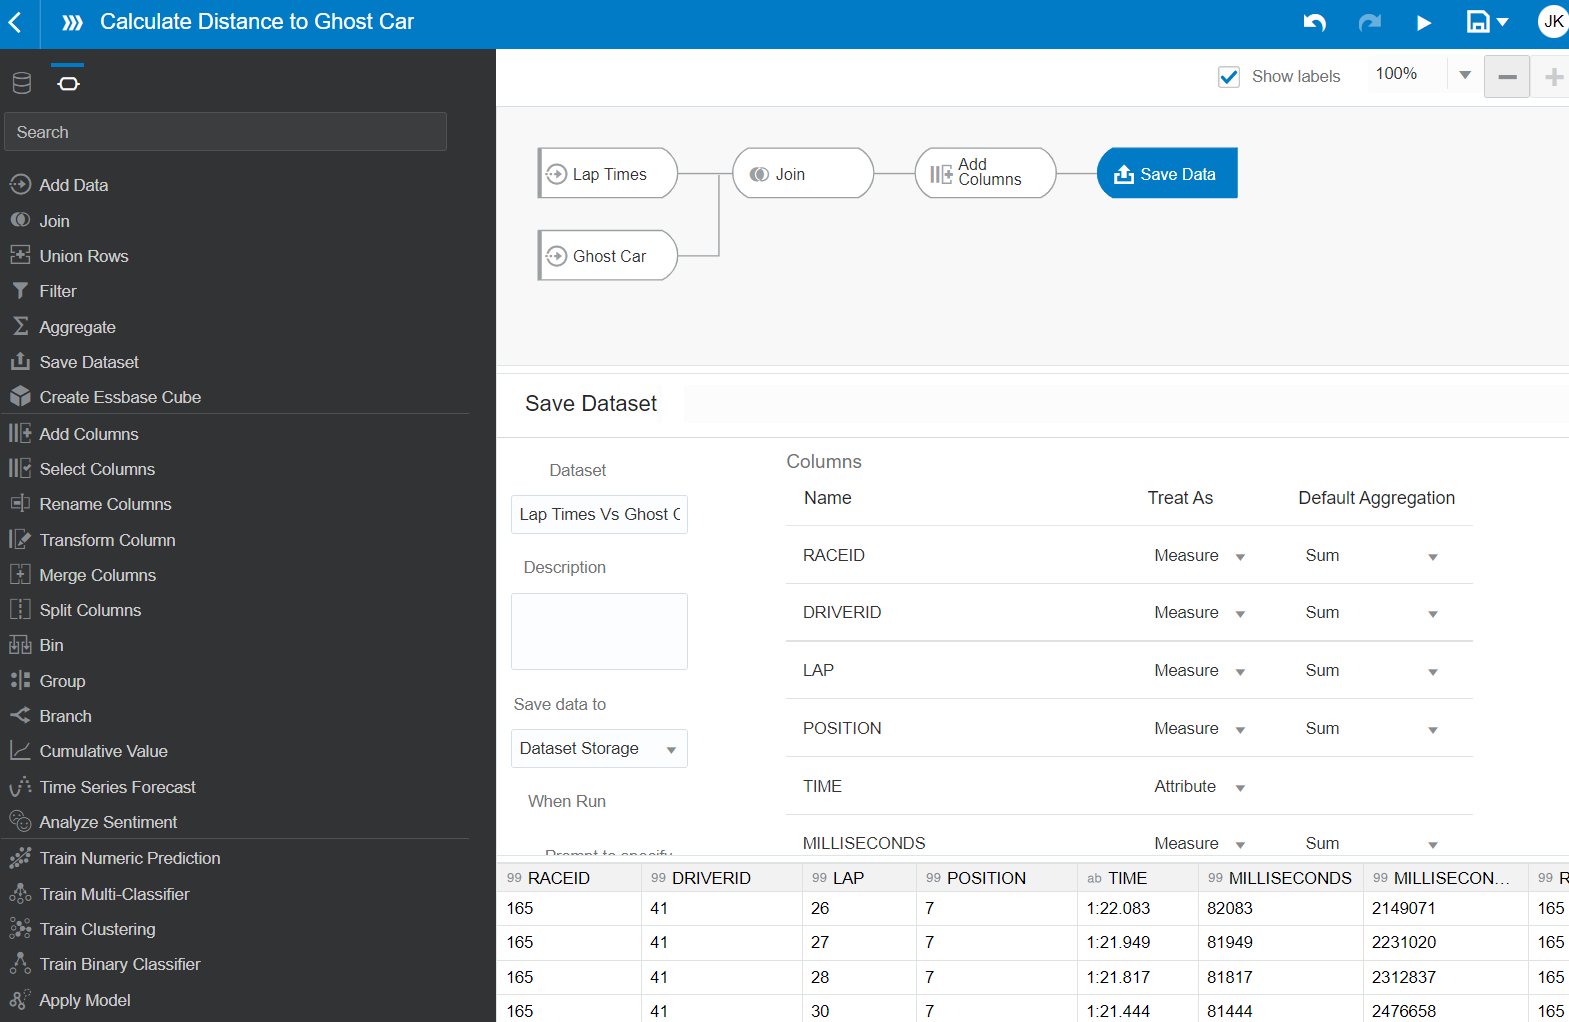 Calculate Distance to Ghost Car
JK
Show labels
100%
Search
Add Data
Join
Union Rows
Filter
Aggregate
Save Dataset
Create Essbase Cube
Add Columns
Select Columns
Rename Columns
Transform Column
Merge Columns
Split Columns
Bin
Group
Branch
Cumulative Value
Time Series Forecast
Analyze Sentiment
Train Numeric Prediction
Train Multi-Classifier
Train Clustering
Train Binary Classifier
Apply Model
Lap Times
Join
Add
Columns
Save Data
Ghost Car
Save Dataset
Dataset
Lap Times Vs Ghost C
Description
Save data to
Dataset Storage
When Run
Prompt to specify
Columns
Name Treat As Default Aggregation
RACEID Measure Sum
DRIVERID Measure Sum
LAP Measure Sum
POSITION Measure Sum
TIME Attribute
MILLISECONDS Measure Sum
99 RACEID 99 DRIVERID 99 LAP 99 POSITION ab TIME 99 MILLISECONDS 99 MILLISECON... 99 R
165 41 26 7 1:22.083 82083 2149071 165
165 41 27 7 1:21.949 81949 2231020 165
165 41 28 7 1:21.817 81817 2312837 165
165 41 30 7 1:21.444 81444 2476658 165